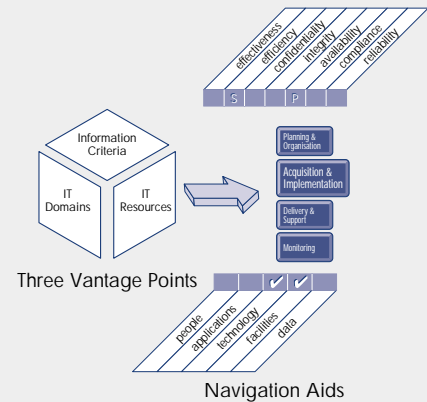 effectiveness
efficiency
confidentiality
integrity
availability
compliance
reliability
S P
Information
Criteria
IT
Domains
IT
Resources
Planning &
Organisation
Acquisition &
Implementation
Delivery &
Support
Monitoring
Three Vantage Points
people
applications
technology
facilities
data
Navigation Aids